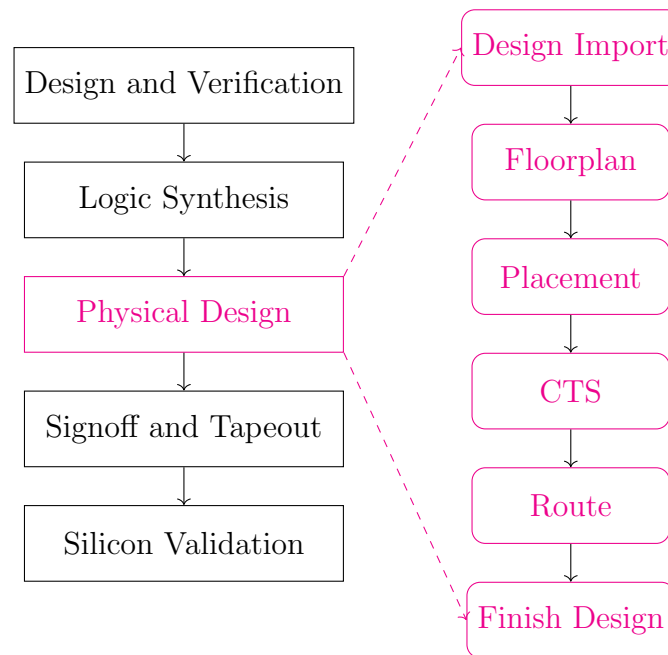 Design and Verification
Logic Synthesis
Physical Design
Signoff and Tapeout
Silicon Validation
Design Import
Floorplan
Placement
CTS
Route
Finish Design